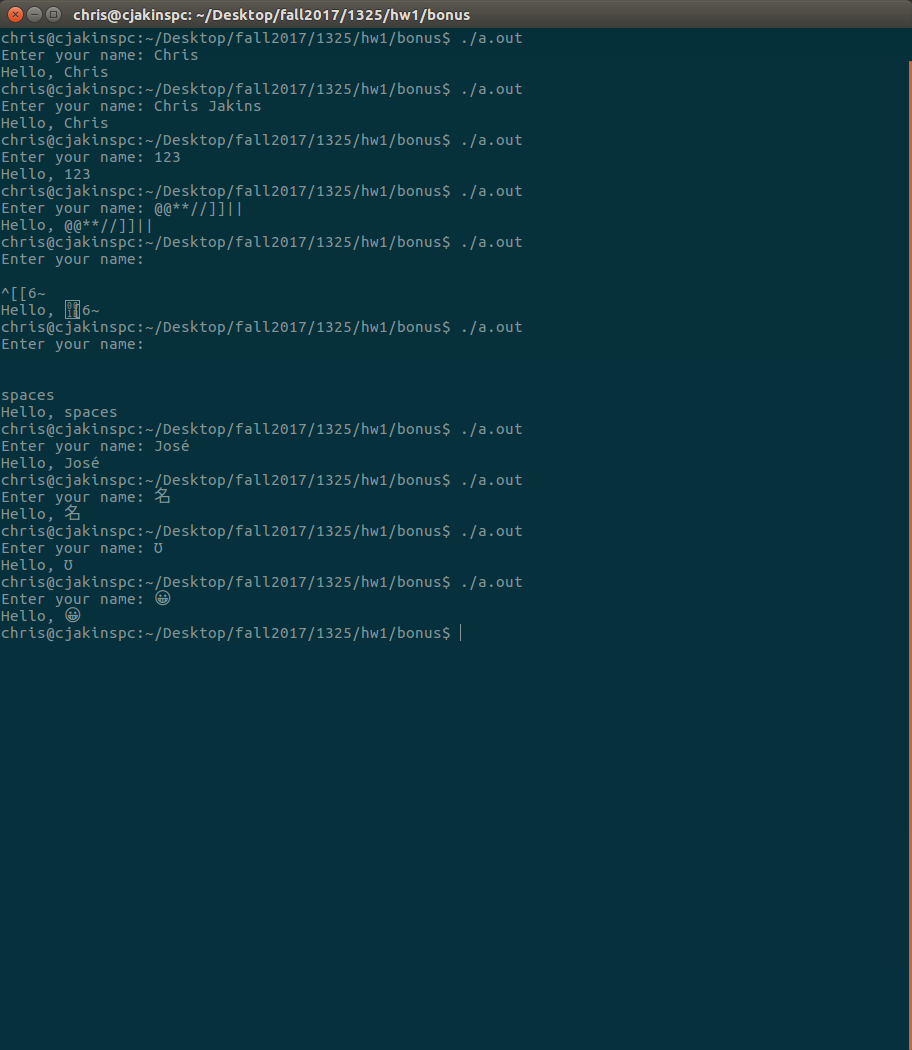 chris@cjakinspc: ~/Desktop/fall2017/1325/hw1/bonus
chris@cjakinspc:~/Desktop/fall2017/1325/hw1/bonus$ ./a.out
Enter your name: Chris
Hello, Chris
chris@cjakinspc:~/Desktop/fall2017/1325/hw1/bonus$ ./a.out
Enter your name: Chris Jakins
Hello, Chris
chris@cjakinspc:~/Desktop/fall2017/1325/hw1/bonus$ ./a.out
Enter your name: 123
Hello, 123
chris@cjakinspc:~/Desktop/fall2017/1325/hw1/bonus$ ./a.out
Enter your name: @@**//]]||
Hello, @@**//]]||
chris@cjakinspc:~/Desktop/fall2017/1325/hw1/bonus$ ./a.out
Enter your name:
^[[6~
Hello, [6~
chris@cjakinspc:~/Desktop/fall2017/1325/hw1/bonus$ ./a.out
Enter your name:
spaces
Hello, spaces
chris@cjakinspc:~/Desktop/fall2017/1325/hw1/bonus$ ./a.out
Enter your name: José
Hello, José
chris@cjakinspc:~/Desktop/fall2017/1325/hw1/bonus$ ./a.out
Enter your name: 名
Hello, 名
chris@cjakinspc:~/Desktop/fall2017/1325/hw1/bonus$ ./a.out
Enter your name: Ʊ
Hello, Ʊ
chris@cjakinspc:~/Desktop/fall2017/1325/hw1/bonus$ ./a.out
Enter your name: 😀
Hello, 😀
chris@cjakinspc:~/Desktop/fall2017/1325/hw1/bonus$